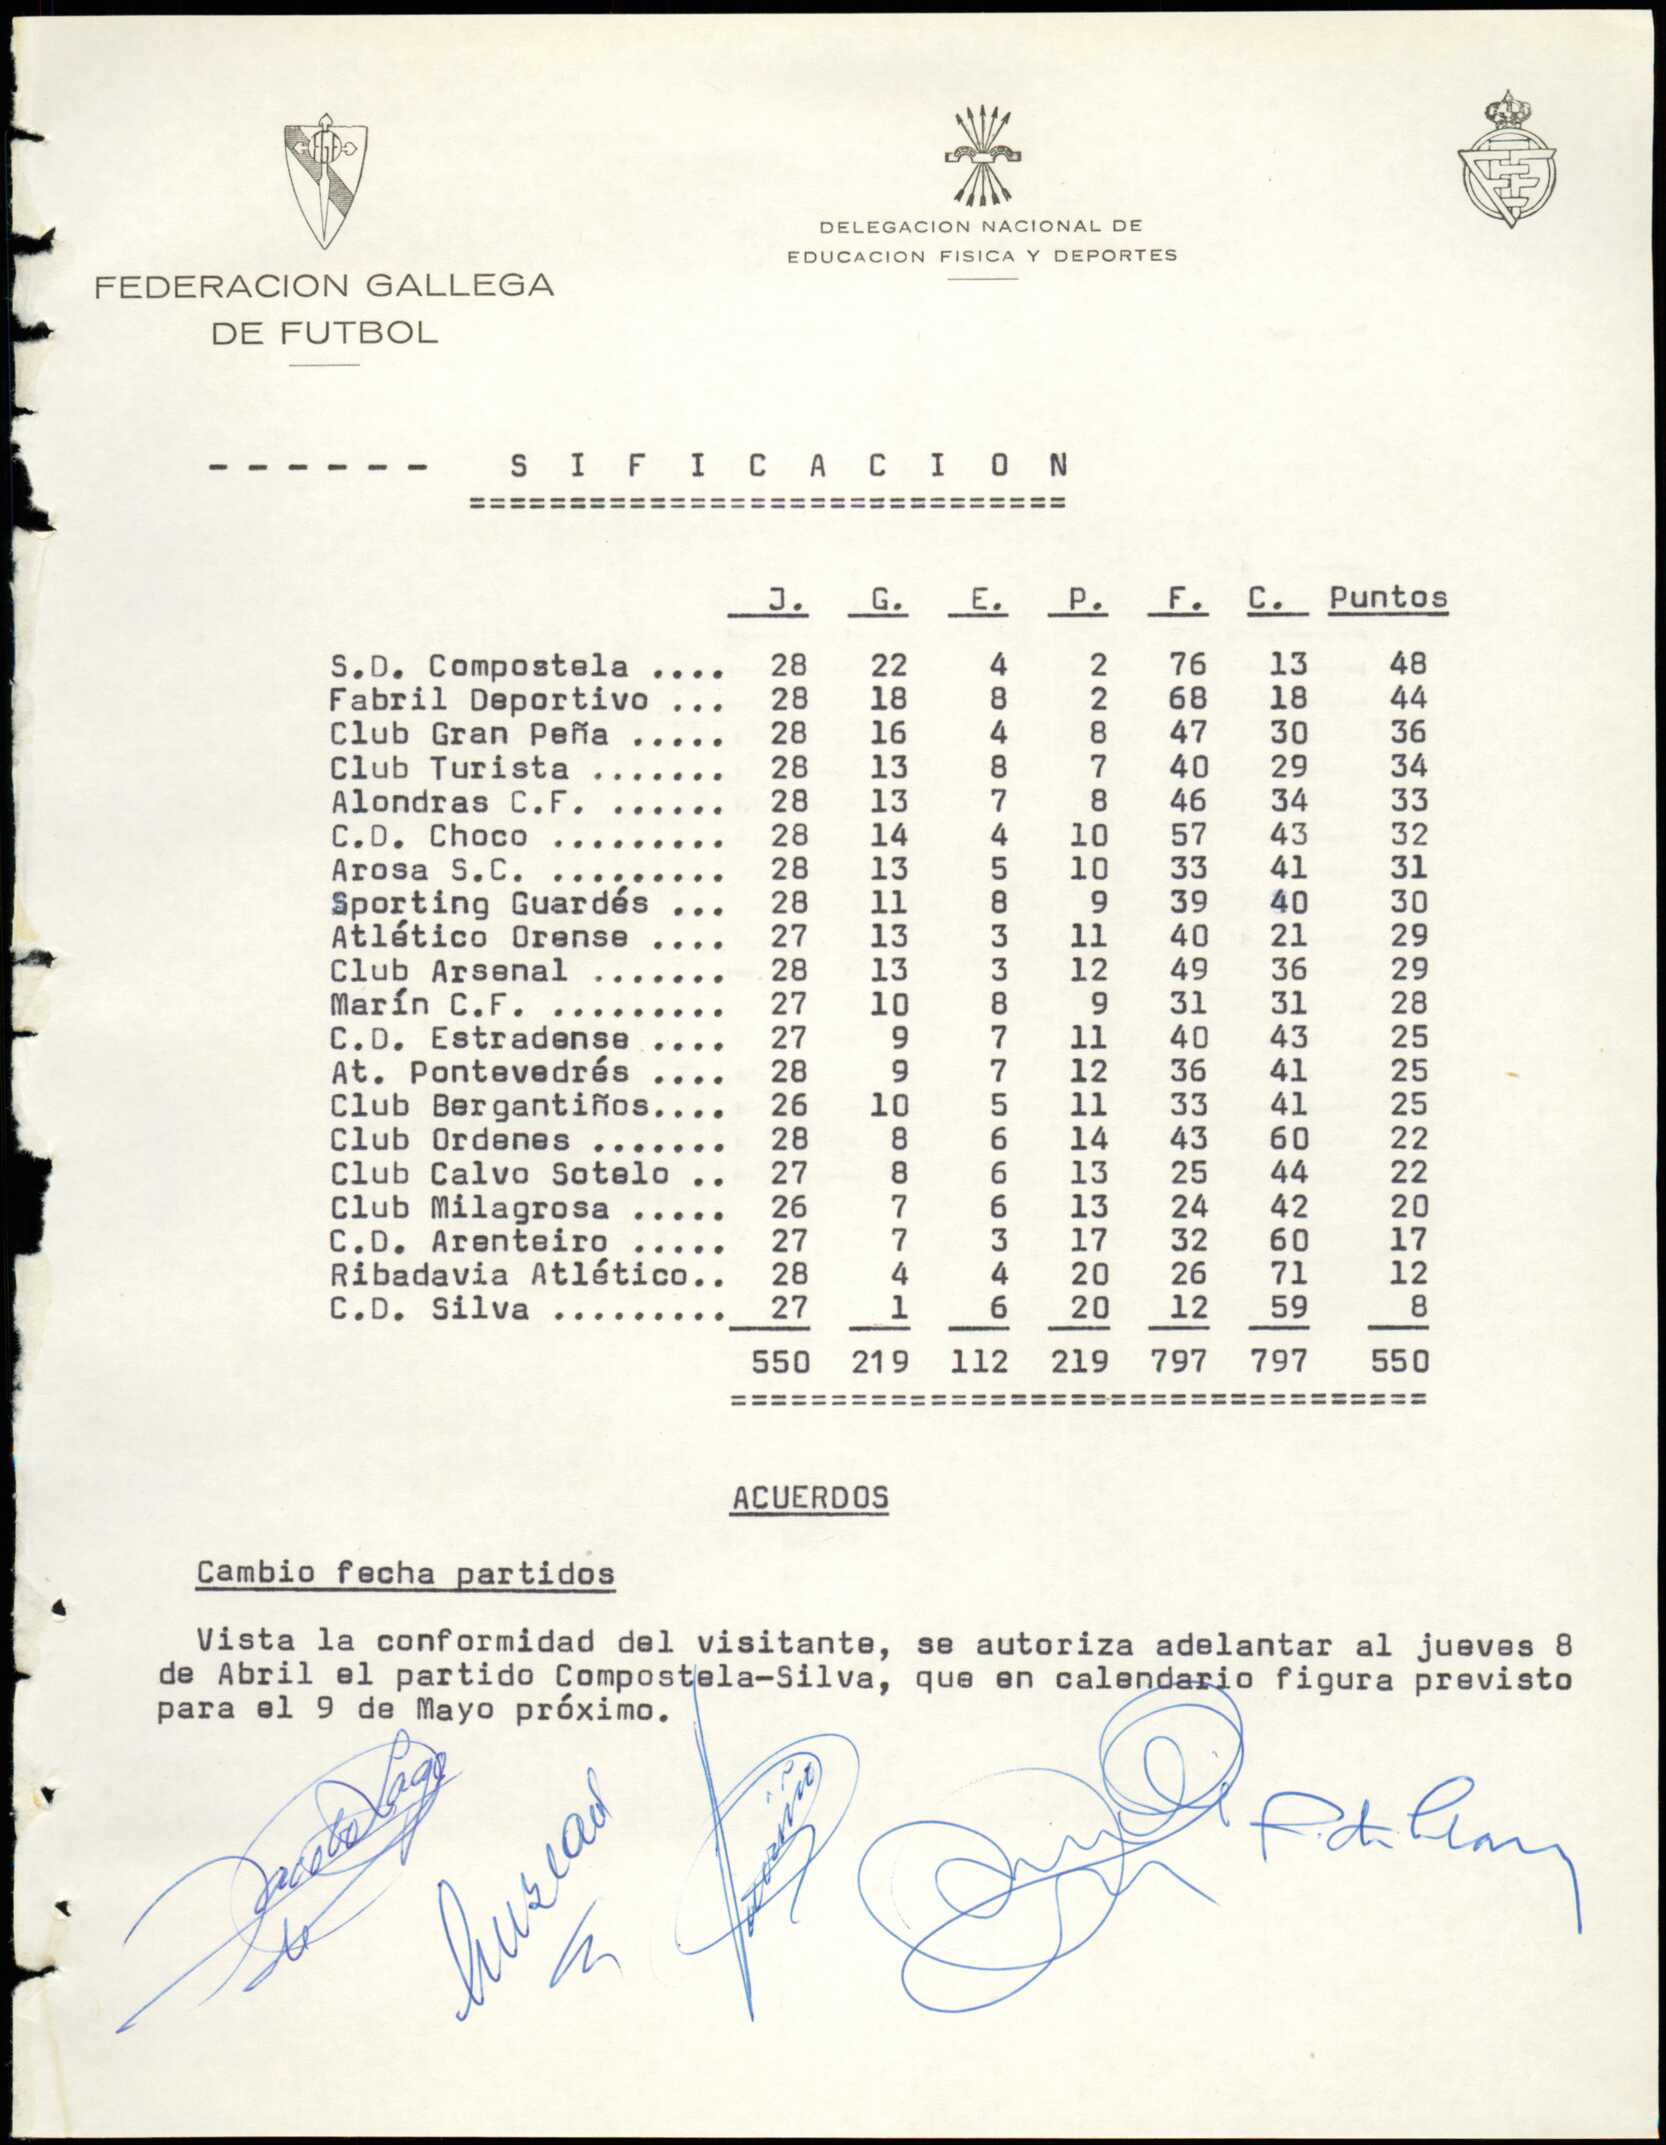 FEDERACION GALLEGA
DE FUTBOL
DELEGACION NACIONAL DE
EDUCACION FISICA Y DEPORTES
- - - - - - S I F I C A C I O N
==============================
J. G. E. P. F. C. Puntos
S.D. Compostela .... 28 22 4 2 76 13 48
Fabril Deportivo ... 28 18 8 2 68 18 44
Club Gran Peña ..... 28 16 4 8 47 30 36
Club Turista ....... 28 13 8 7 40 29 34
Alondras C.F. ...... 28 13 7 8 46 34 33
C.D. Choco ......... 28 14 4 10 57 43 32
Arosa S.C. ......... 28 13 5 10 33 41 31
Sporting Guardés ... 28 11 8 9 39 40 30
Atlético Orense .... 27 13 3 11 40 21 29
Club Arsenal ....... 28 13 3 12 49 36 29
Marín C.F. ......... 27 10 8 9 31 31 28
C.D. Estradense .... 27 9 7 11 40 43 25
At. Pontevedrés .... 28 9 7 12 36 41 25
Club Bergantiños.... 26 10 5 11 33 41 25
Club Ordenes ....... 28 8 6 14 43 60 22
Club Calvo Sotelo .. 27 8 6 13 25 44 22
Club Milagrosa ..... 26 7 6 13 24 42 20
C.D. Arenteiro ..... 27 7 3 17 32 60 17
Ribadavia Atlético.. 28 4 4 20 26 71 12
C.D. Silva ......... 27 1 6 20 12 59 8
550 219 112 219 797 797 550
===================================
ACUERDOS
Cambio fecha partidos
Vista la conformidad del visitante, se autoriza adelantar al jueves 8
de Abril el partido Compostela-Silva, que en calendario figura previsto
para el 9 de Mayo próximo.